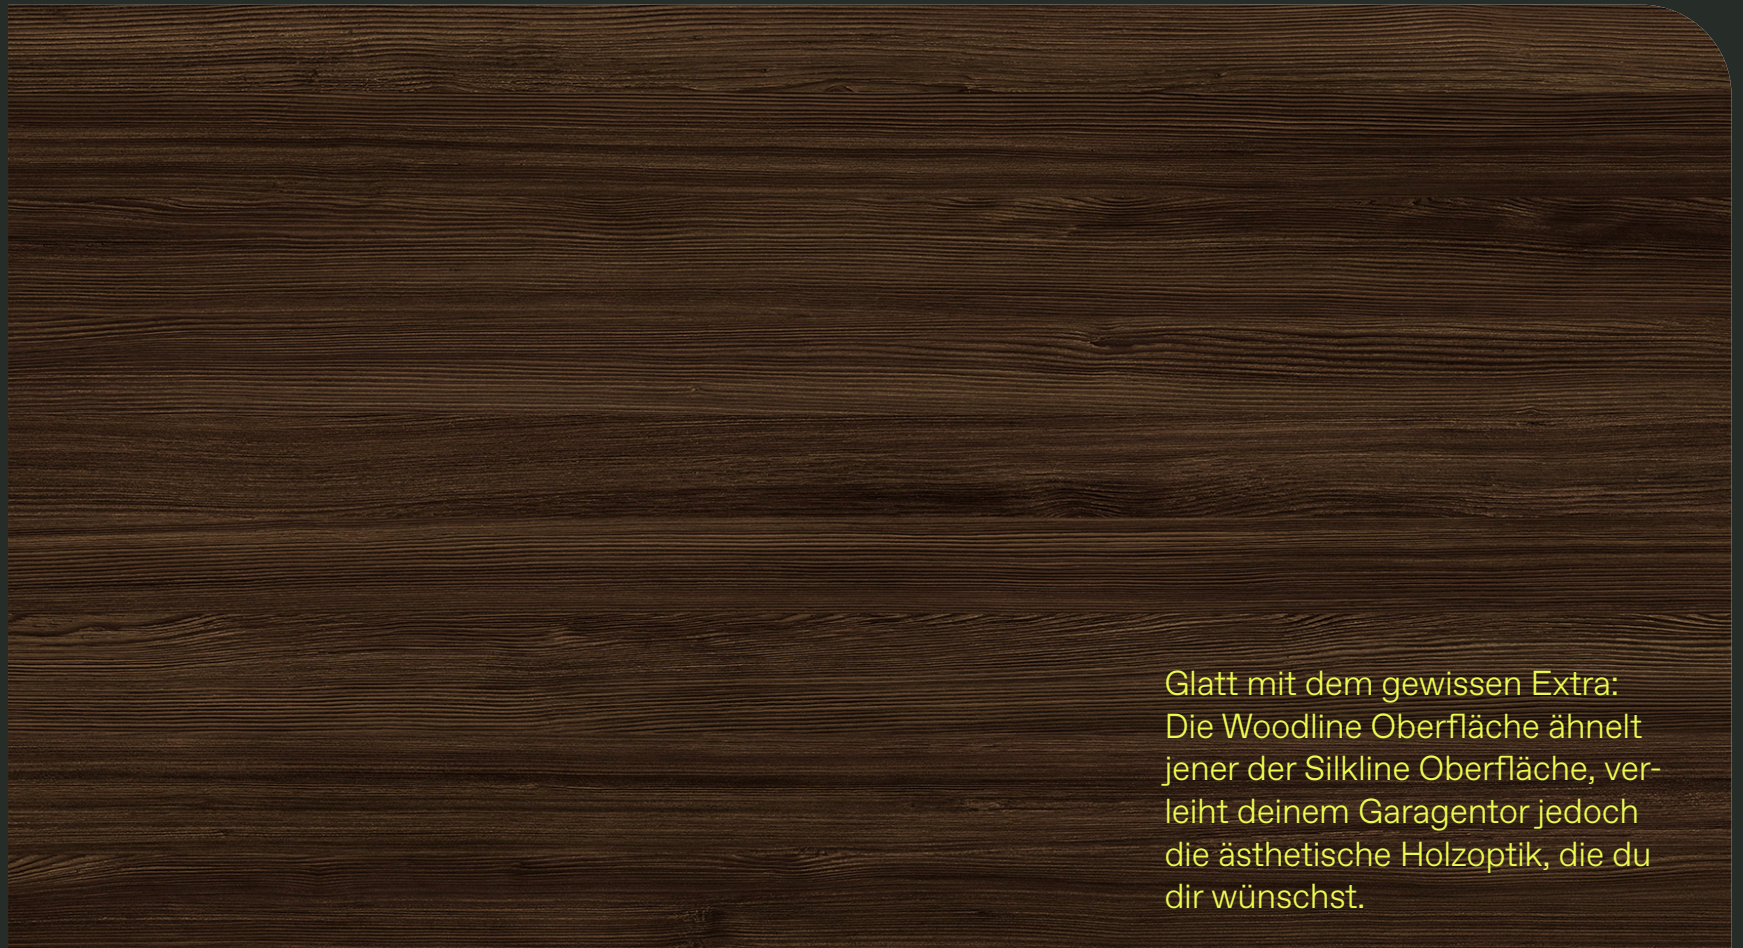 Glatt mit dem gewissen Extra:
Die Woodline Oberfläche ähnelt
jener der Silkline Oberfläche, ver-
leiht deinem Garagentor jedoch
die ästhetische Holzoptik, die du
dir wünschst.